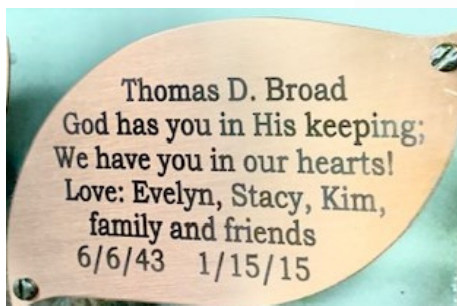 Thomas D. Broad
God has you in His keeping;
We have you in our hearts!
Love: Evelyn, Stacy, Kim,
family and friends
6/6/43 1/15/15